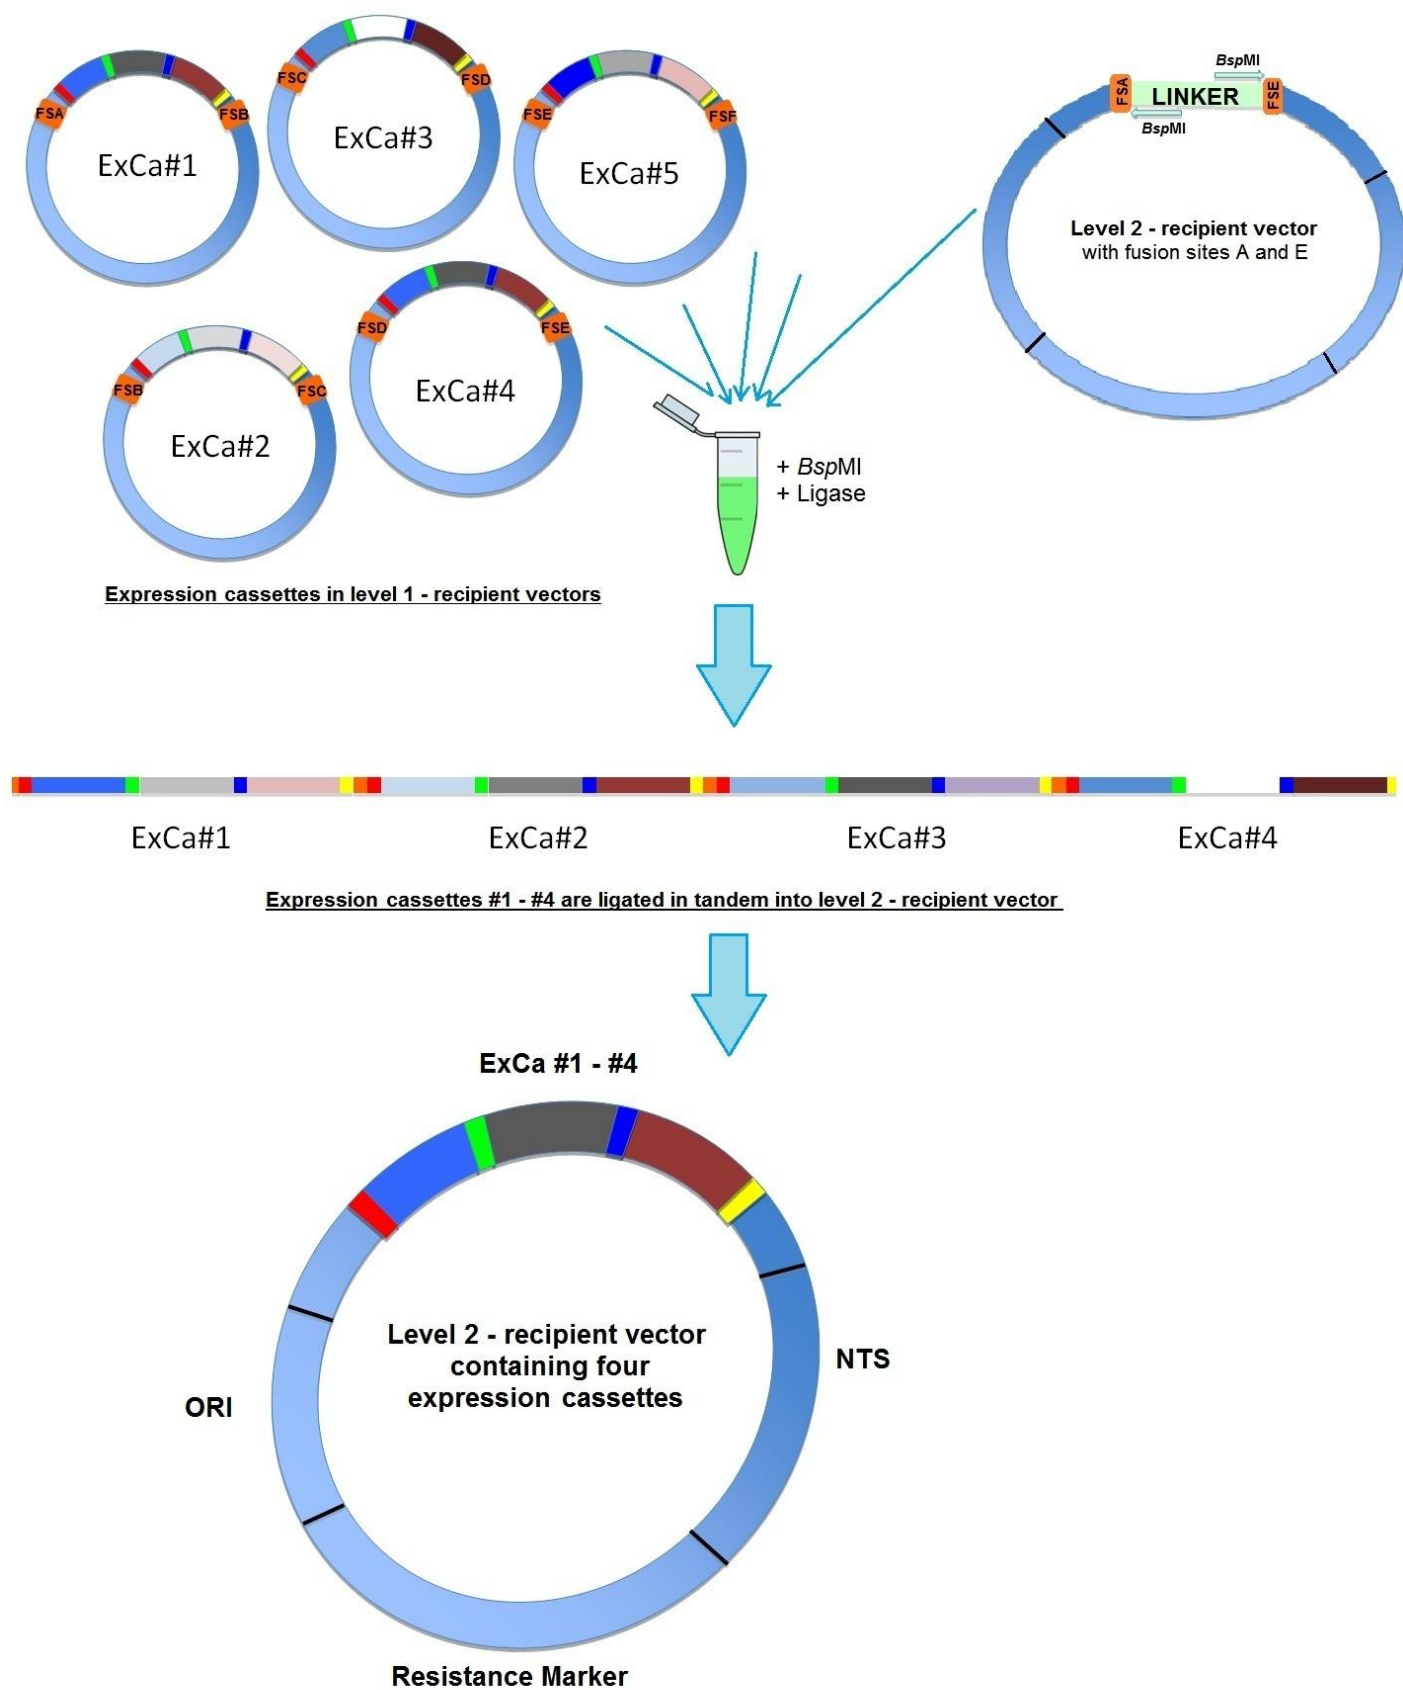 FSA
FSB
ExCa#1
FSC
FSD
ExCa#3
FSE
FSF
ExCa#5
FSB
FSC
ExCa#2
FSD
FSE
ExCa#4
BspMI
FSA
LINKER
FSE
BspMI
Level 2 - recipient vector
with fusion sites A and E
+ BspMI
+ Ligase
Expression cassettes in level 1 - recipient vectors
ExCa#1
ExCa#2
ExCa#3
ExCa#4
Expression cassettes #1 - #4 are ligated in tandem into level 2 - recipient vector
ExCa #1 - #4
Level 2 - recipient vector
containing four
expression cassettes
NTS
ORI
Resistance Marker